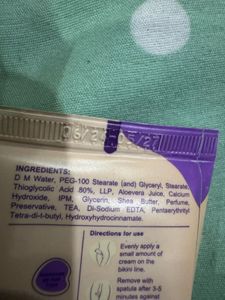 INGREDIENTS:
D M Water, PEG-100 Stearate (and) Glyceryl, Stearate,
Thioglycolic Acid 80%, LLP, Aloevera Juice, Calcium
Hydroxide, IPM, Glycerin, Shea Butter, Perfume,
Preservative, TEA, Di-Sodium EDTA, Pentaerythrityl
Tetra-di-t-butyl, Hydroxyhydrocinnamate.
Directions for use
Evenly apply a
small amount of
cream on the
bikini line.
Remove with
spatula after 3-5
minutes against